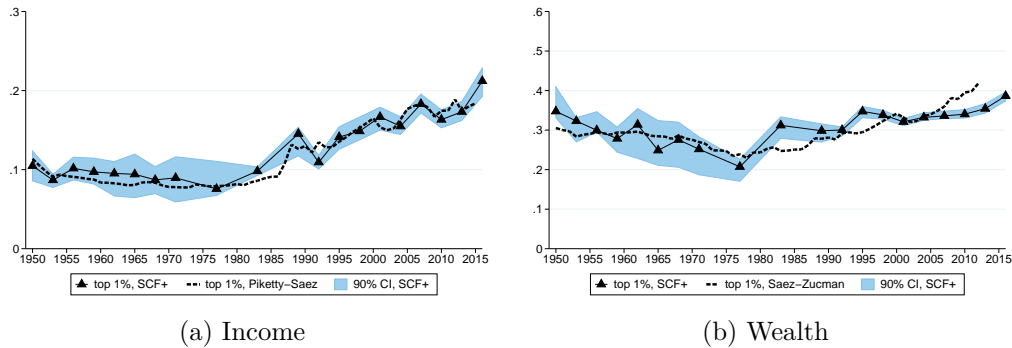 .3
.2
.1
0
1950 1955 1960 1965 1970 1975 1980 1985 1990 1995 2000 2005 2010 2015
top 1%, SCF+ top 1%, Piketty−Saez 90% CI, SCF+
(a) Income
.6
.5
.4
.3
.2
.1
0
1950 1955 1960 1965 1970 1975 1980 1985 1990 1995 2000 2005 2010 2015
top 1%, SCF+ top 1%, Saez−Zucman 90% CI, SCF+
(b) Wealth